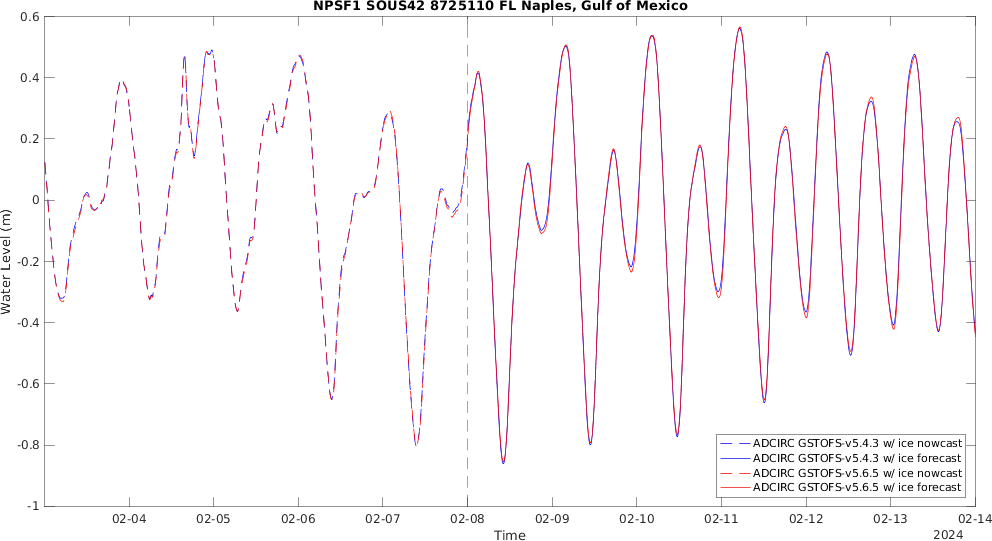 NPSF1 SOUS42 8725110 FL Naples, Gulf of Mexico
0.6
0.4
0.2
0
-0.2
-0.4
-0.6
-0.8
-1
Water Level (m)
ADCIRC GSTOFS-v5.4.3 w/ ice nowcast
ADCIRC GSTOFS-v5.4.3 w/ ice forecast
ADCIRC GSTOFS-v5.6.5 w/ ice nowcast
ADCIRC GSTOFS-v5.6.5 w/ ice forecast
02-04 02-05 02-06 02-07 02-08 02-09 02-10 02-11 02-12 02-13 02-14
Time
2024